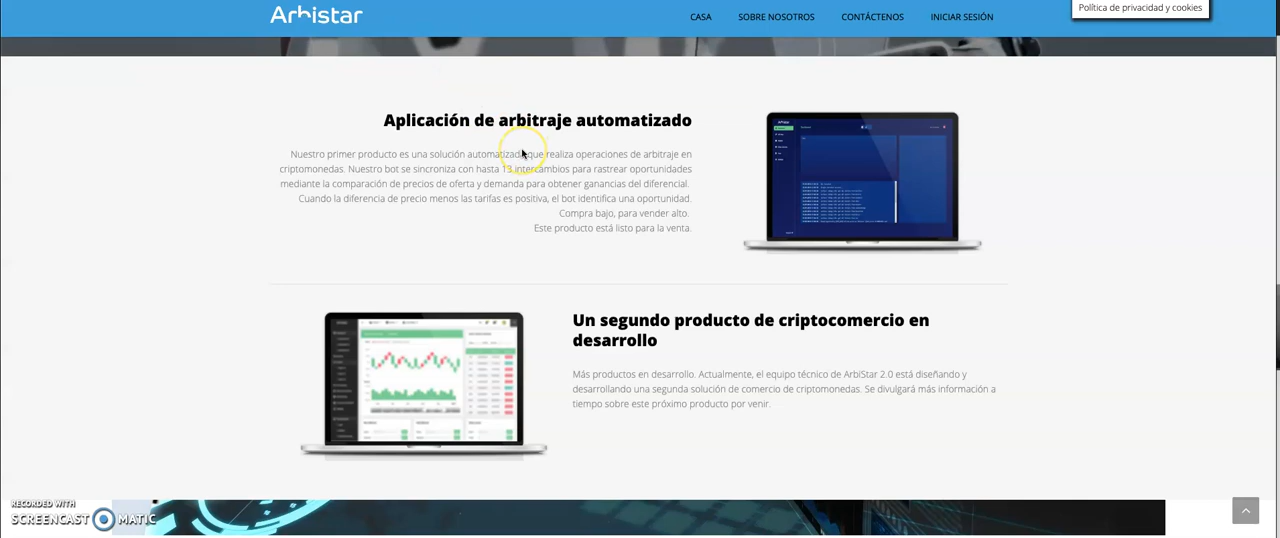 Arbistar
CASA
SOBRE NOSOTROS
CONTÁCTENOS
INICIAR SESIÓN
Política de privacidad y cookies
Aplicación de arbitraje automatizado
Nuestro primer producto es una solución automatizada que realiza operaciones de arbitraje en
criptomonedas. Nuestro bot se sincroniza con hasta 13 intercambios para rastrear oportunidades
mediante la comparación de precios de oferta y demanda para obtener ganancias del diferencial.
Cuando la diferencia de precio menos las tarifas es positiva, el bot identifica una oportunidad.
Compra bajo, para vender alto.
Este producto está listo para la venta.
Un segundo producto de criptocomercio en
desarrollo
Más productos en desarrollo. Actualmente, el equipo técnico de ArbiStar 2.0 está diseñando y
desarrollando una segunda solución de comercio de criptomonedas. Se divulgará más información a
tiempo sobre este próximo producto por venir.
RECORDED WITH
SCREENCAST MATIC